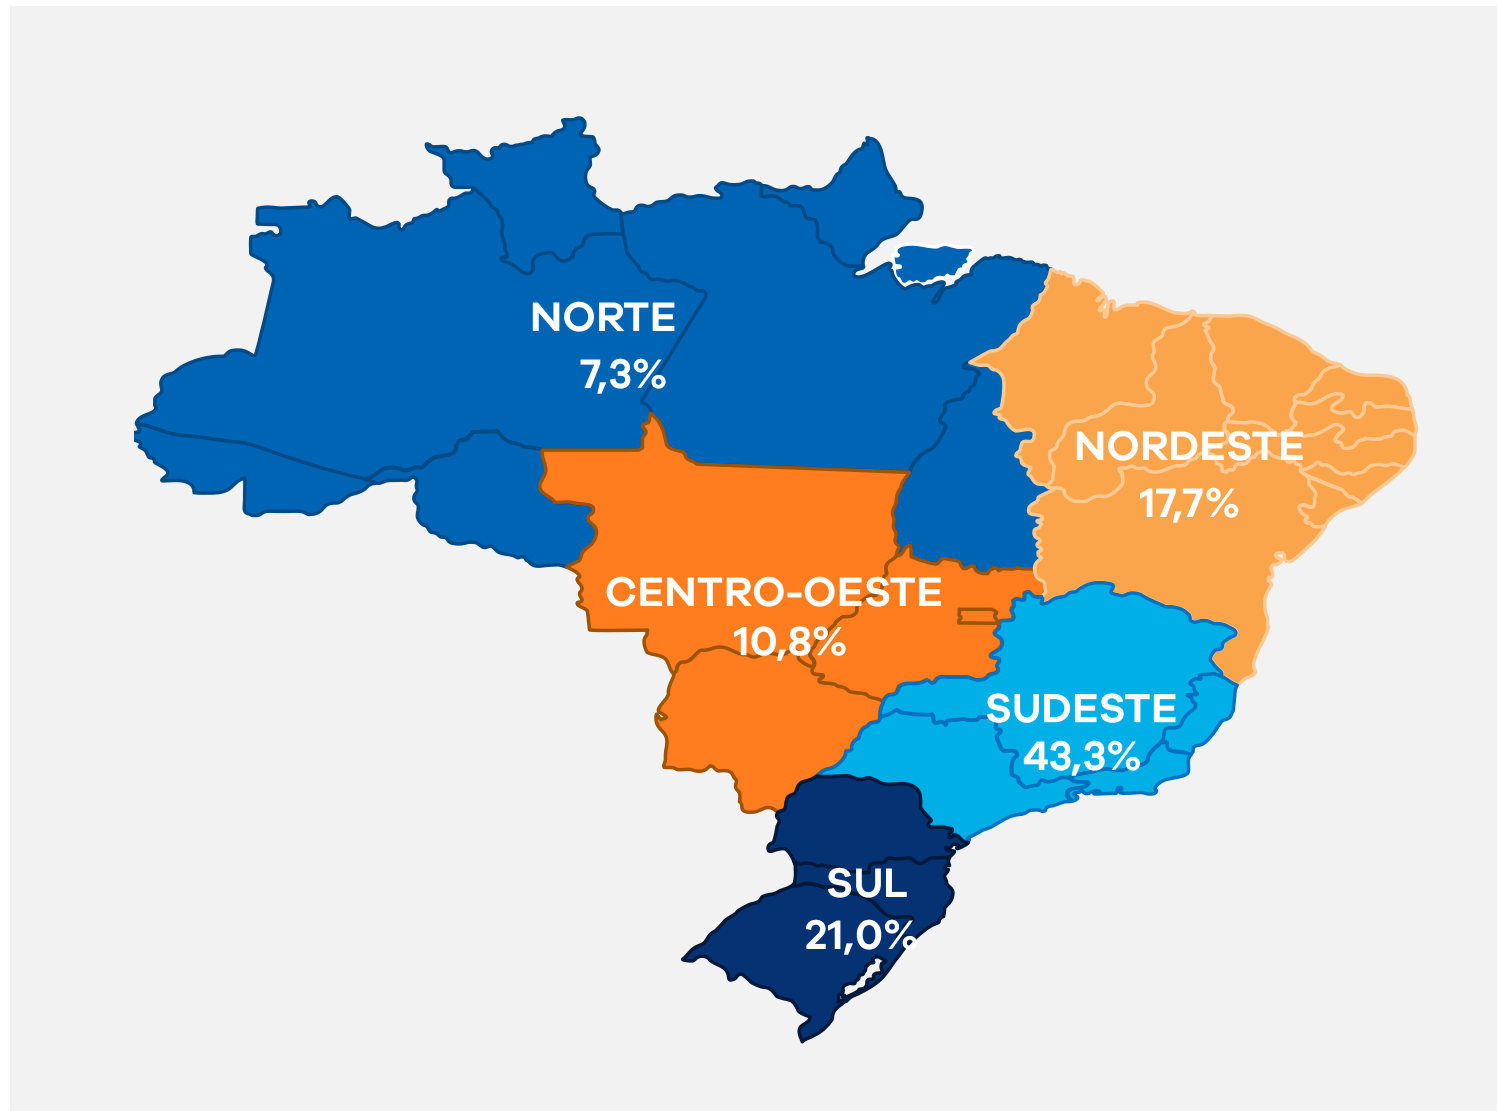 NORTE
7,3%
NORDESTE
17,7%
CENTRO-OESTE
10,8%
SUDESTE
43,3%
SUL
21,0%